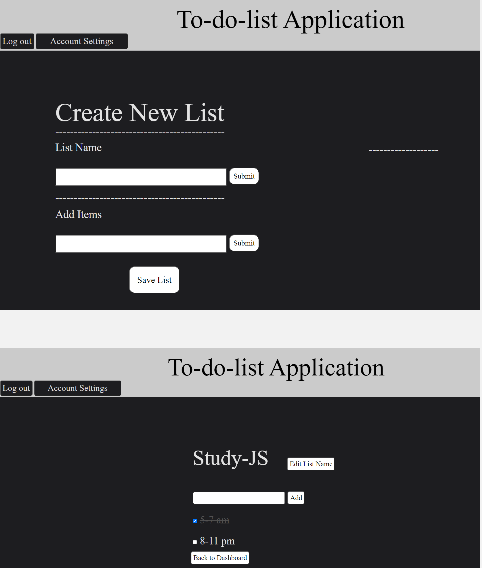 To-do-list Application
Log out Account Settings
Create New List
----------------------------------------------
List Name
-------------------
Submit
----------------------------------------------
Add Items
Submit
Save List
To-do-list Application
Log out Account Settings
Study-JS Edit List Name
Add
5-7 am
8-11 pm
Back to Dashboard